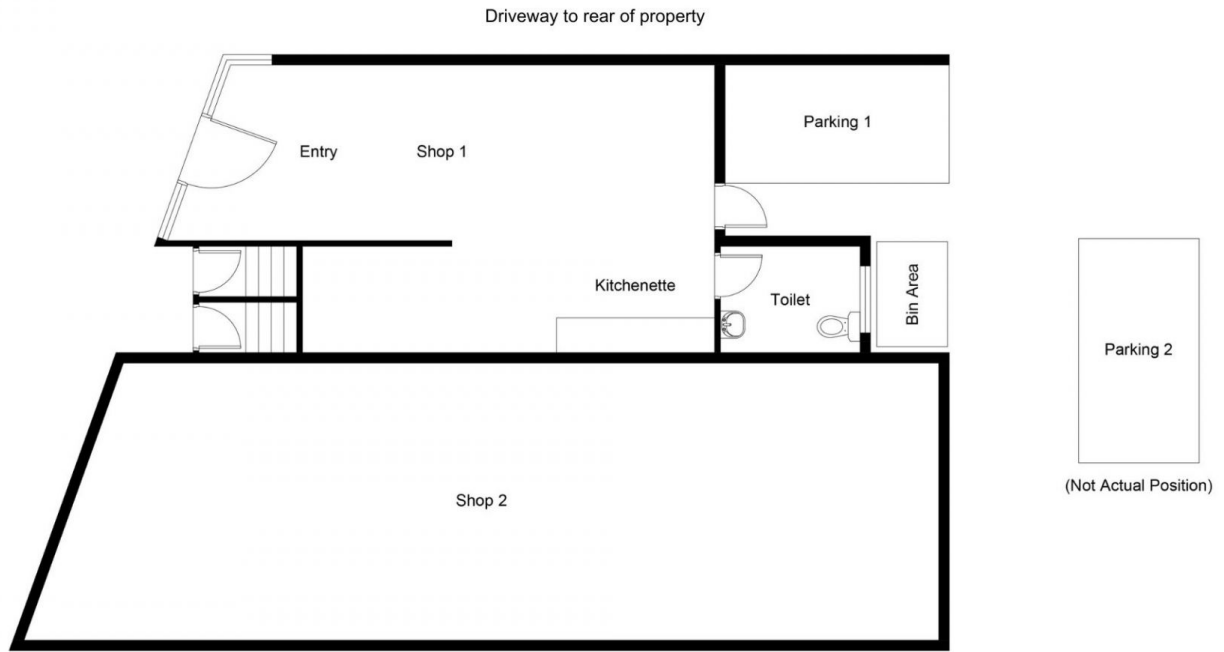 Driveway to rear of property
Parking 1
Entry
Shop 1
Kitchenette
Toilet
Bin Area
Parking 2
(Not Actual Position)
Shop 2